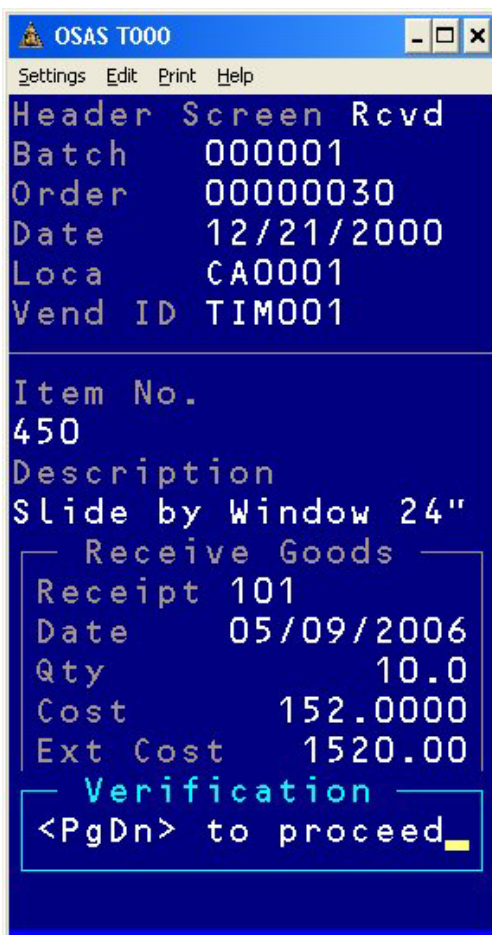 OSAS T000
Settings Edit Print Help
Header Screen Rcvd
Batch 000001
Order 00000030
Date 12/21/2000
Loca CA0001
Vend ID TIM001
Item No.
450
Description
Slide by Window 24"
Receive Goods
Receipt 101
Date 05/09/2006
Qty 10.0
Cost 152.0000
Ext Cost 1520.00
Verification
<PgDn> to proceed_